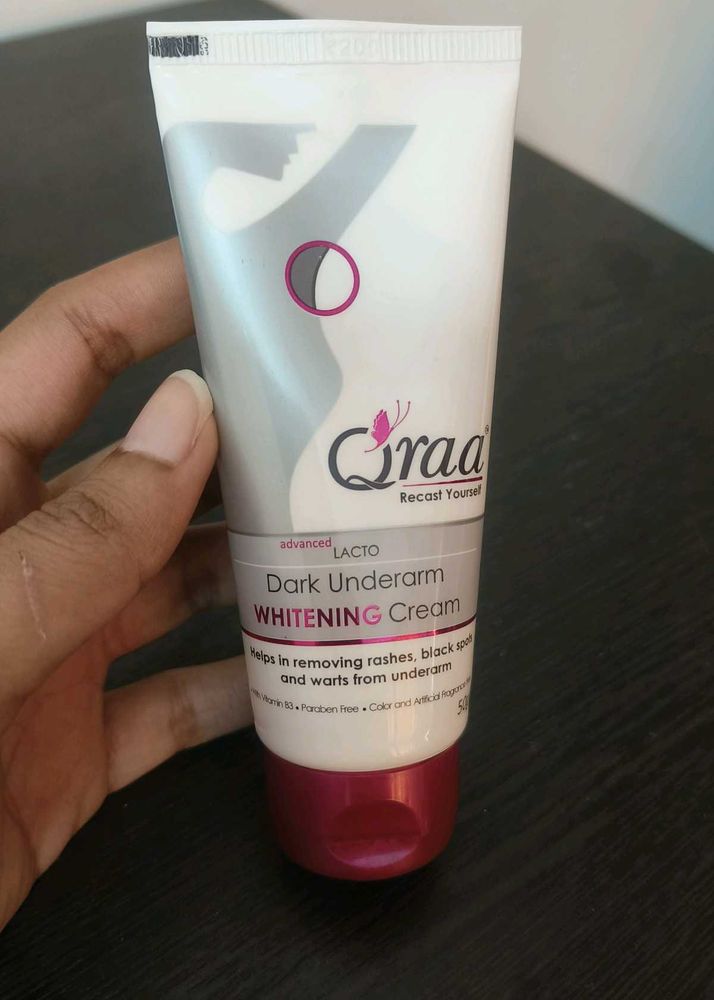 Qraa®
Recast Yourself
advanced LACTO
Dark Underarm
WHITENING Cream
Helps in removing rashes, black spots
and warts from underarm
With Vitamin B3 • Paraben Free • Color and Artificial Fragrance